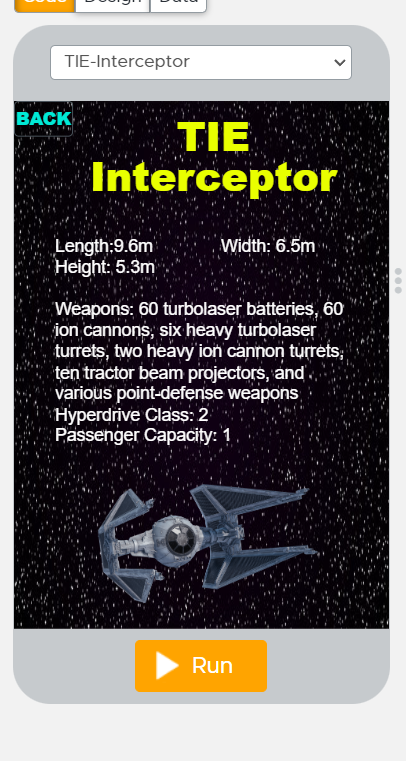 Code Design Data
TIE-Interceptor
BACK
TIE
Interceptor
Length:9.6m Width: 6.5m
Height: 5.3m
Weapons: 60 turbolaser batteries, 60
ion cannons, six heavy turbolaser
turrets, two heavy ion cannon turrets,
ten tractor beam projectors, and
various point-defense weapons
Hyperdrive Class: 2
Passenger Capacity: 1
Run